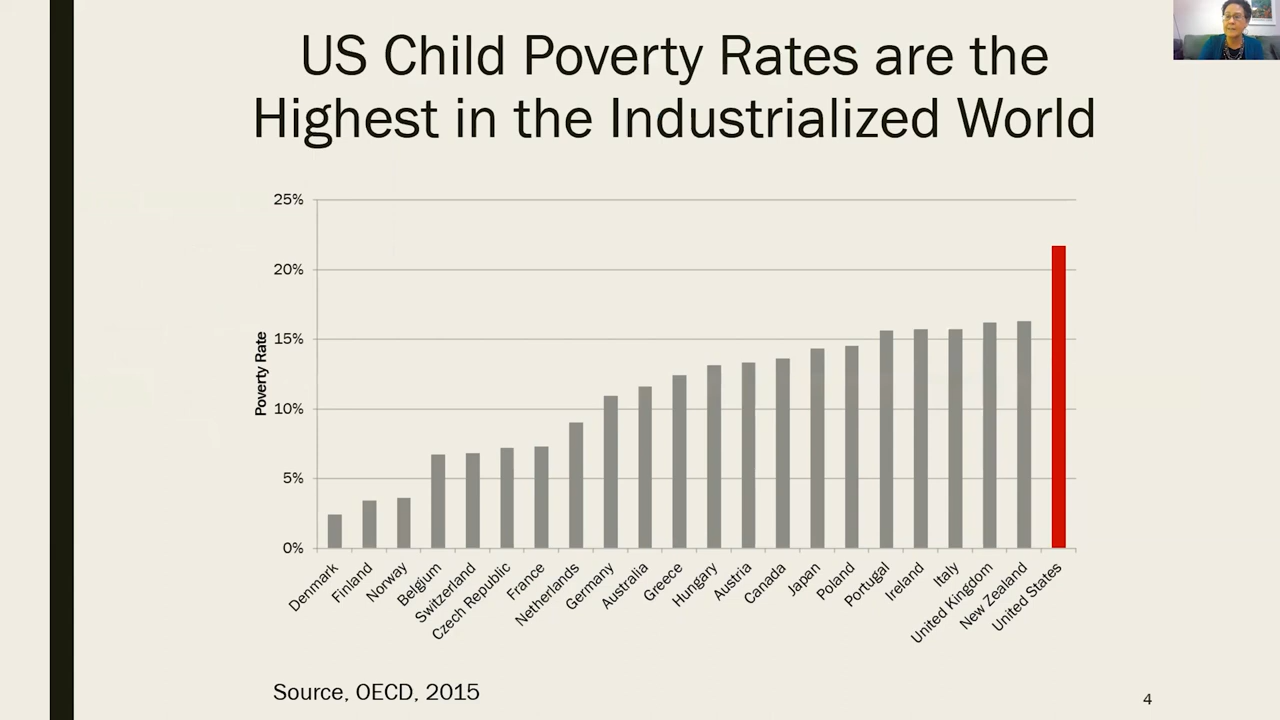 US Child Poverty Rates are the
Highest in the Industrialized World
25%
20%
15%
10%
5%
0%
Poverty Rate
Denmark
Finland
Norway
Belgium
Switzerland
Czech Republic
France
Netherlands
Germany
Australia
Greece
Hungary
Austria
Canada
Japan
Poland
Portugal
Ireland
Italy
United Kingdom
New Zealand
United States
Source, OECD, 2015
4